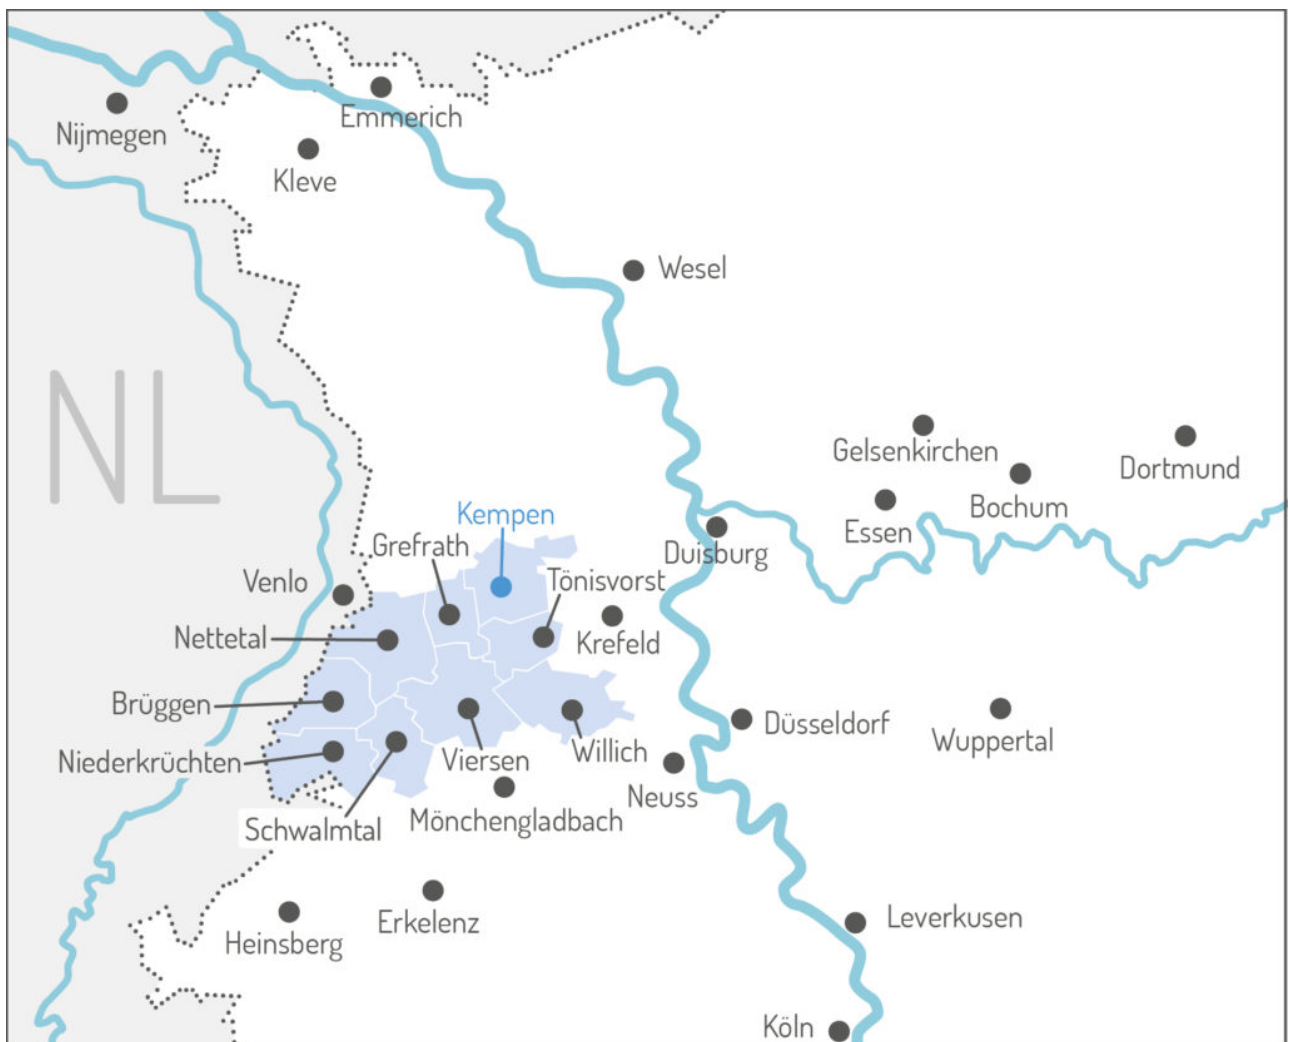 Emmerich
Nijmegen
Kleve
Wesel
NL
Gelsenkirchen
Dortmund
Bochum
Essen
Kempen
Grefrath
Duisburg
Venlo
Tönisvorst
Nettetal
Krefeld
Brüggen
Düsseldorf
Wuppertal
Niederkrüchten
Viersen
Willich
Neuss
Schwalmtal
Mönchengladbach
Erkelenz
Leverkusen
Heinsberg
Köln